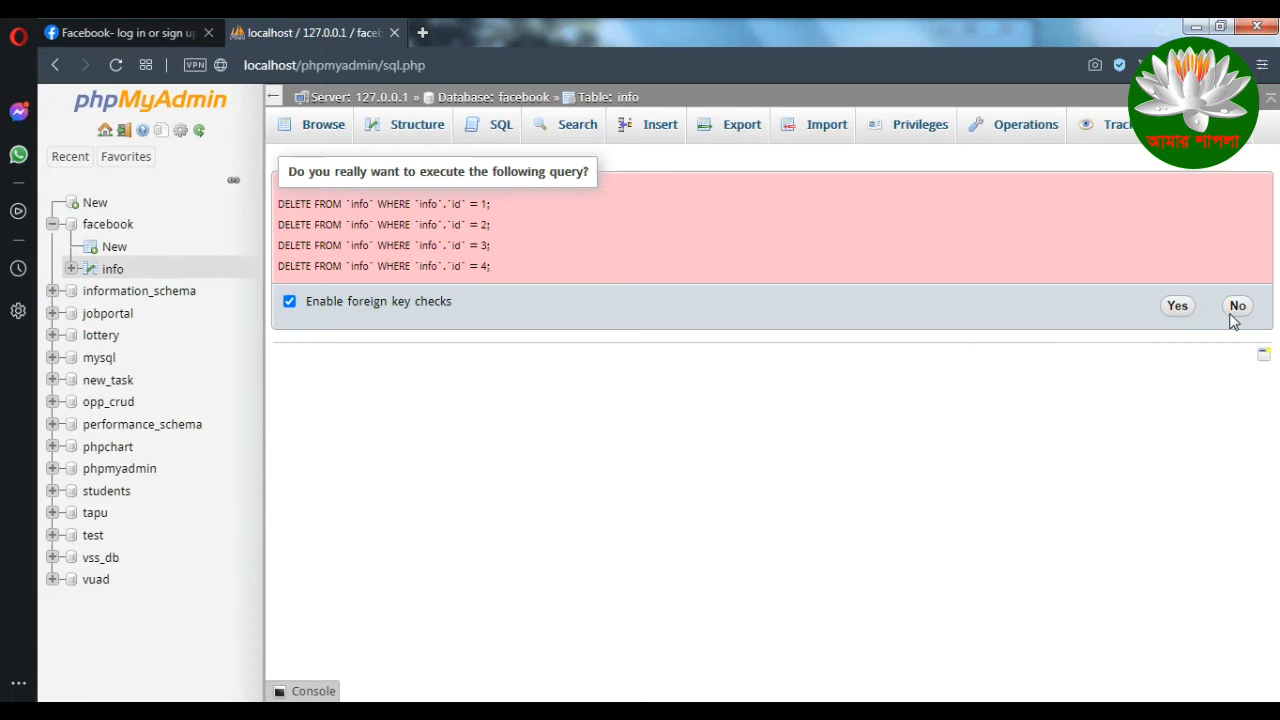 Facebook- log in or sign up
localhost / 127.0.0.1 / faceb
VPN
localhost/phpmyadmin/sql.php
আমার শাপলা
phpMyAdmin
Recent
Favorites
New
facebook
New
info
information_schema
jobportal
lottery
mysql
new_task
opp_crud
performance_schema
phpchart
phpmyadmin
students
tapu
test
vss_db
vuad
Server: 127.0.0.1 » Database: facebook » Table: info
Browse
Structure
SQL
Search
Insert
Export
Import
Privileges
Operations
Do you really want to execute the following query?
DELETE FROM `info` WHERE `info`.`id` = 1;
DELETE FROM `info` WHERE `info`.`id` = 2;
DELETE FROM `info` WHERE `info`.`id` = 3;
DELETE FROM `info` WHERE `info`.`id` = 4;
Enable foreign key checks
Yes
No
Console